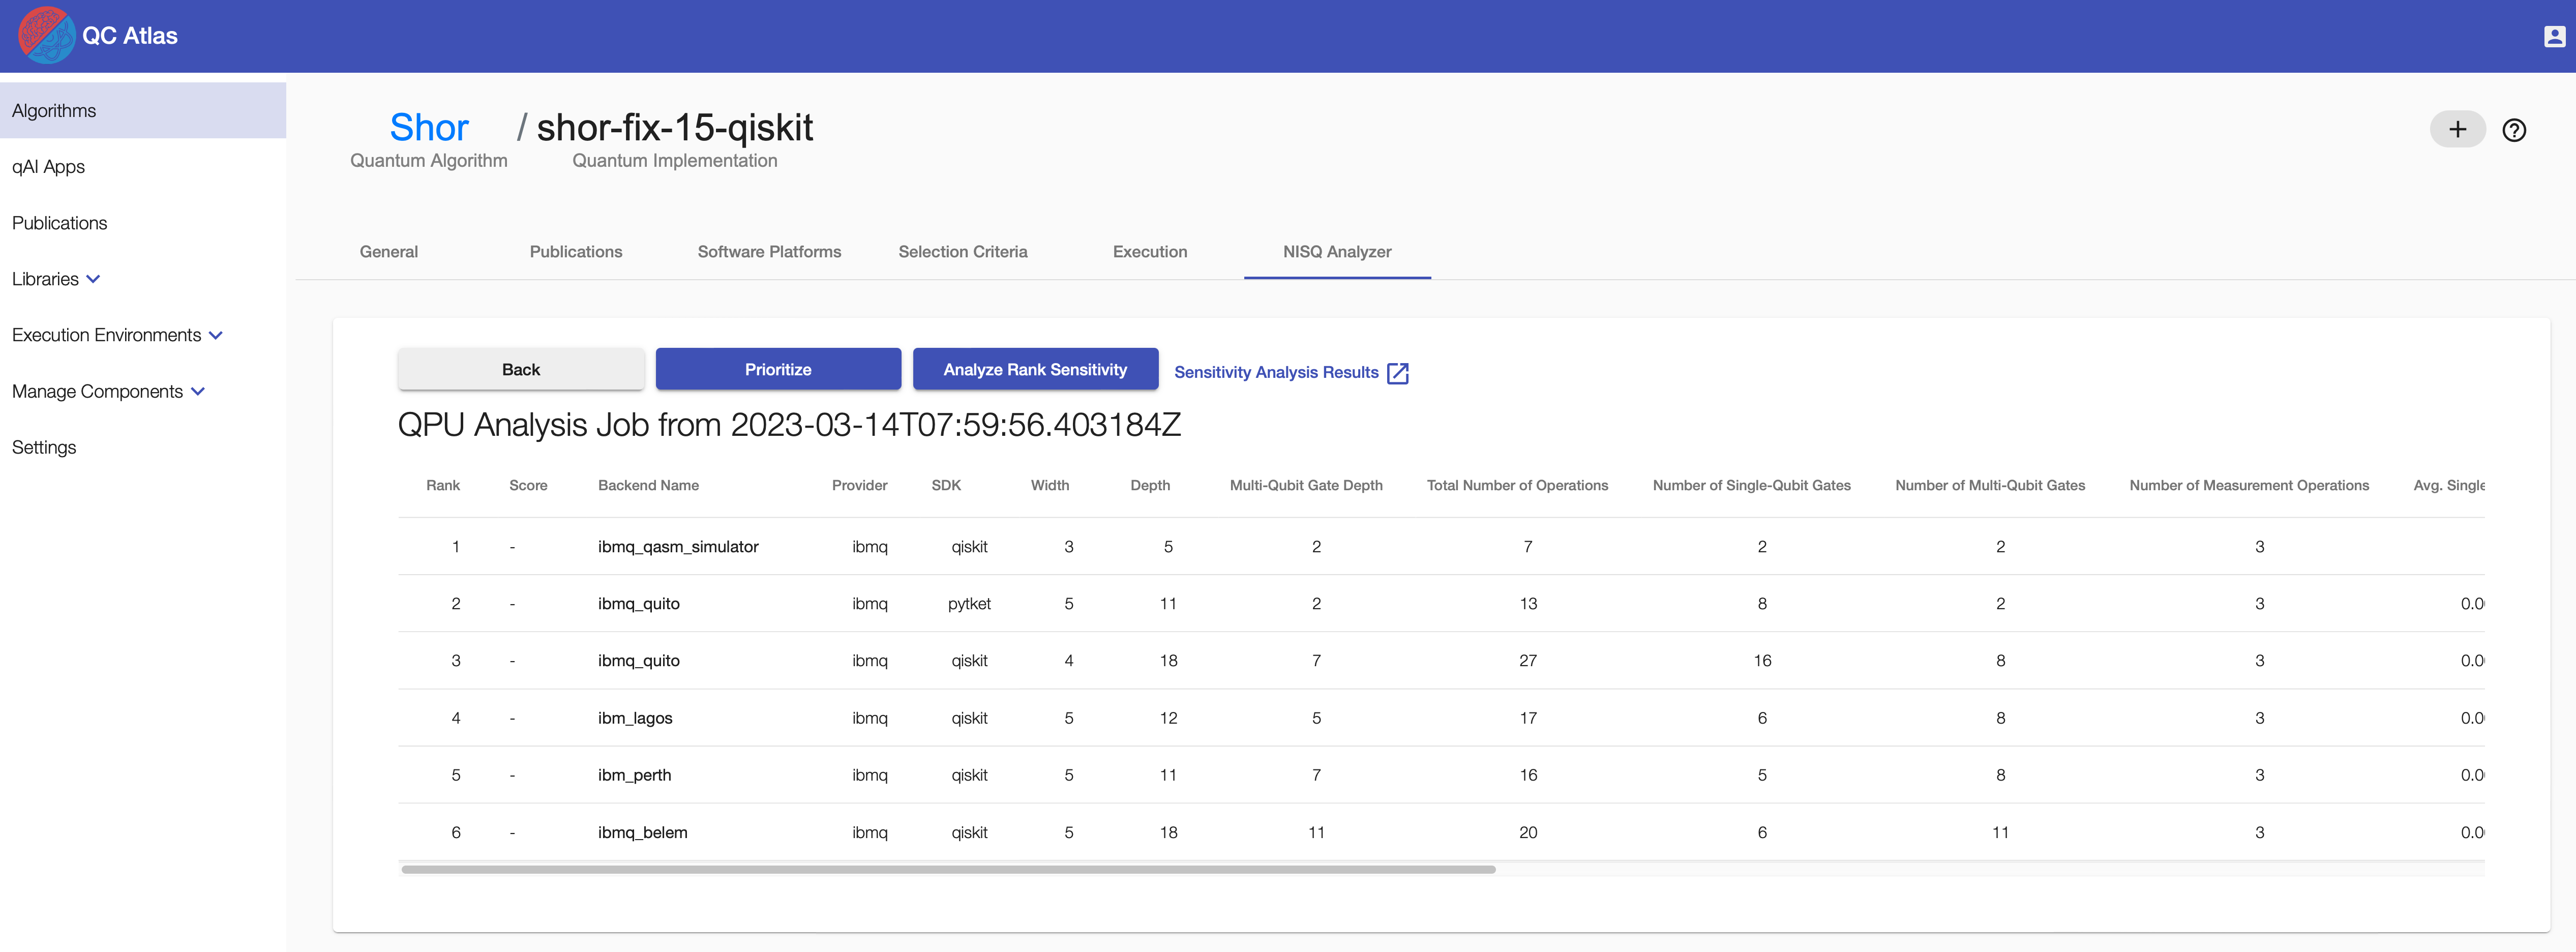 QC Atlas
Algorithms
qAI Apps
Publications
Libraries
Execution Environments
Manage Components
Settings
Shor / shor-fix-15-qiskit
Quantum Algorithm Quantum Implementation
General Publications Software Platforms Selection Criteria Execution NISQ Analyzer
Back Prioritize Analyze Rank Sensitivity Sensitivity Analysis Results
QPU Analysis Job from 2023-03-14T07:59:56.403184Z
Rank Score Backend Name Provider SDK Width Depth Multi-Qubit Gate Depth Total Number of Operations Number of Single-Qubit Gates Number of Multi-Qubit Gates Number of Measurement Operations Avg. Single
1 - ibmq_qasm_simulator ibmq qiskit 3 5 2 7 2 2 3
2 - ibmq_quito ibmq pytket 5 11 2 13 8 2 3 0.0
3 - ibmq_quito ibmq qiskit 4 18 7 27 16 8 3 0.0
4 - ibm_lagos ibmq qiskit 5 12 5 17 6 8 3 0.0
5 - ibm_perth ibmq qiskit 5 11 7 16 5 8 3 0.0
6 - ibmq_belem ibmq qiskit 5 18 11 20 6 11 3 0.0